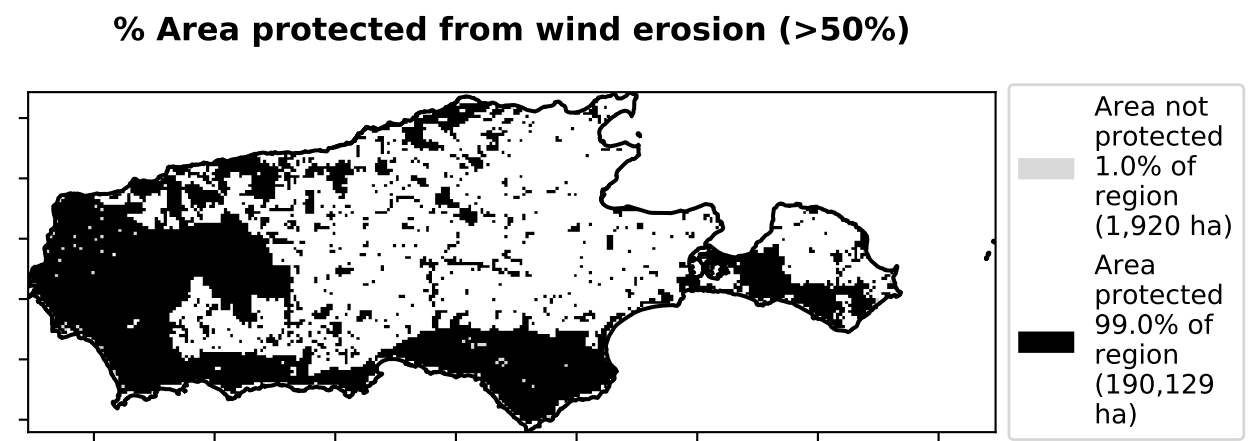 % Area protected from wind erosion (>50%)
Area not
protected
1.0% of
region
(1,920 ha)
Area
protected
99.0% of
region
(190,129
ha)